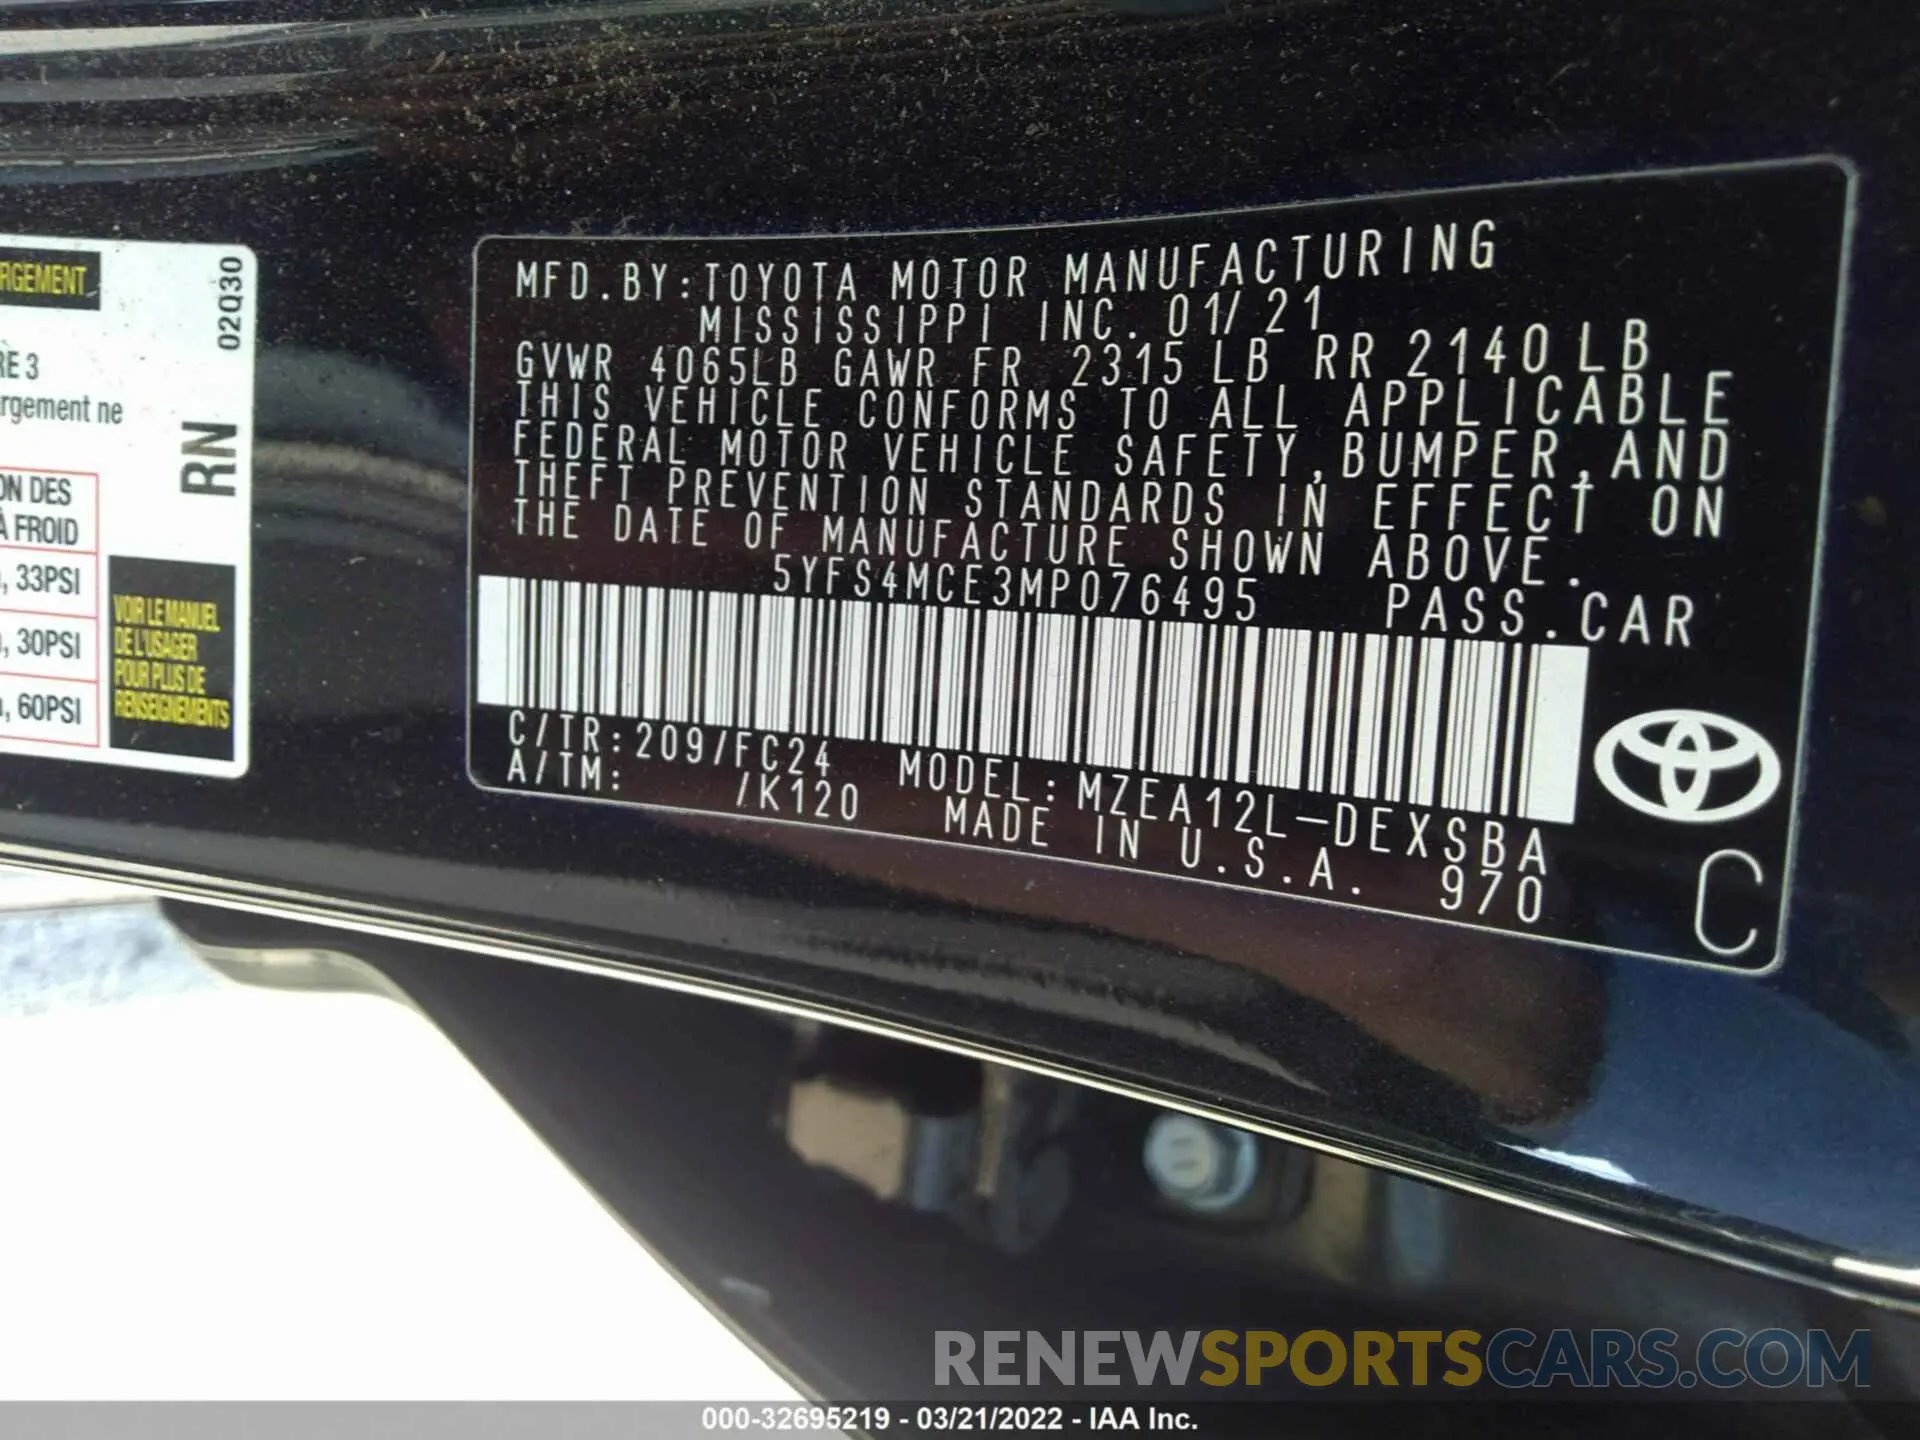 RGEMENT
02Q30
RE 3
rgement ne
RN
ON DES
À FROID
, 33PSI
, 30PSI
, 60PSI
VOIR LE MANUEL
DE L'USAGER
POUR PLUS DE
RENSEIGNEMENTS
MFD.BY:TOYOTA MOTOR MANUFACTURING
MISSISSIPPI INC. 01/21
GVWR 4065LB GAWR FR 2315LB RR 2140LB
THIS VEHICLE CONFORMS TO ALL APPLICABLE
FEDERAL MOTOR VEHICLE SAFETY,BUMPER,AND
THEFT PREVENTION STANDARDS IN EFFECT ON
THE DATE OF MANUFACTURE SHOWN ABOVE.
5YFS4MCE3MP076495 PASS.CAR
C/TR:209/FC24 MODEL:MZEA12L-DEXSBA
A/TM: /K120 MADE IN U.S.A. 970
C
RENEWSPORTSCARS.COM
000-32695219 - 03/21/2022 - IAA Inc.